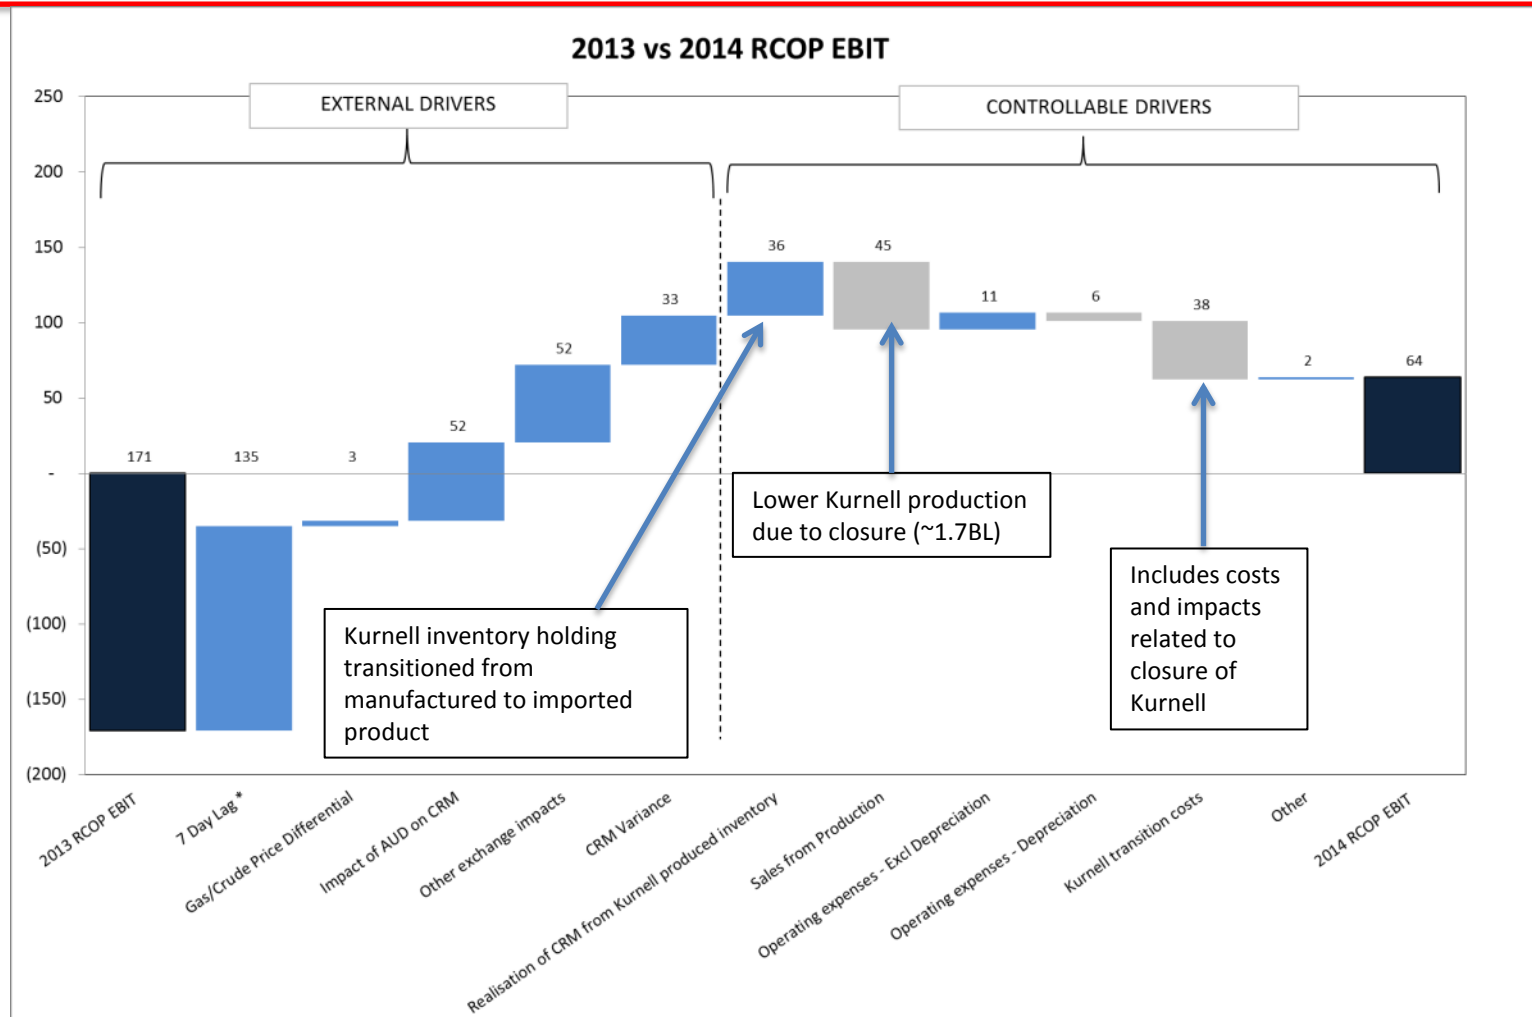 2013 vs 2014 RCOP EBIT
EXTERNAL DRIVERS
CONTROLLABLE DRIVERS
250
200
150
100
50
-
(50)
(100)
(150)
(200)
171
135
3
52
52
33
36
45
11
6
38
2
64
Kurnell inventory holding
transitioned from
manufactured to imported
product
Lower Kurnell production
due to closure (~1.7BL)
Includes costs
and impacts
related to
closure of
Kurnell
2013 RCOP EBIT
7 Day Lag *
Gas/Crude Price Differential
Impact of AUD on CRM
Other exchange impacts
CRM Variance
Realisation of CRM from Kurnell produced inventory
Sales from Production
Operating expenses - Excl Depreciation
Operating expenses - Depreciation
Kurnell transition costs
Other
2014 RCOP EBIT